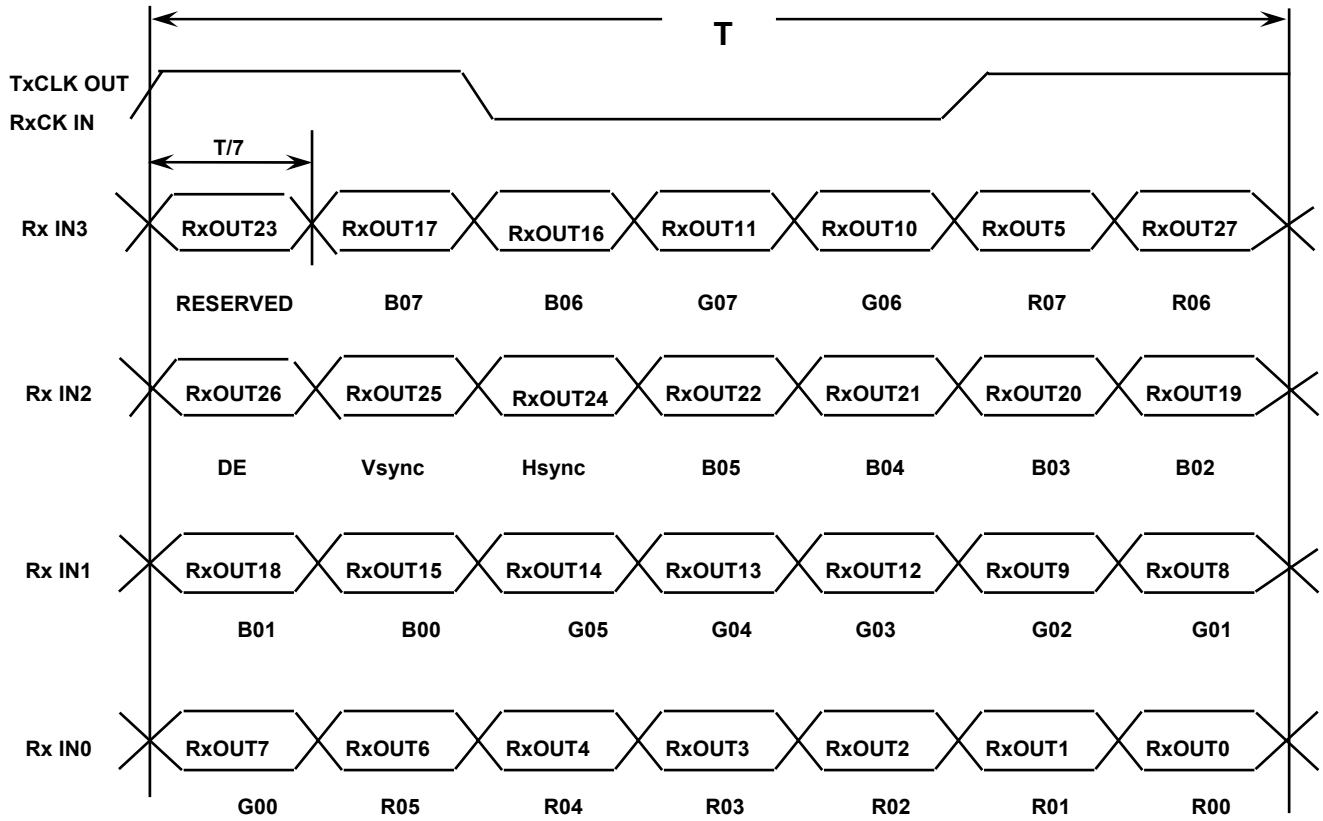 T
TxCLK OUT
RxCK IN
T/7
Rx IN3 RxOUT23 RxOUT17 RxOUT16 RxOUT11 RxOUT10 RxOUT5 RxOUT27
RESERVED B07 B06 G07 G06 R07 R06
Rx IN2 RxOUT26 RxOUT25 RxOUT24 RxOUT22 RxOUT21 RxOUT20 RxOUT19
DE Vsync Hsync B05 B04 B03 B02
Rx IN1 RxOUT18 RxOUT15 RxOUT14 RxOUT13 RxOUT12 RxOUT9 RxOUT8
B01 B00 G05 G04 G03 G02 G01
Rx IN0 RxOUT7 RxOUT6 RxOUT4 RxOUT3 RxOUT2 RxOUT1 RxOUT0
G00 R05 R04 R03 R02 R01 R00